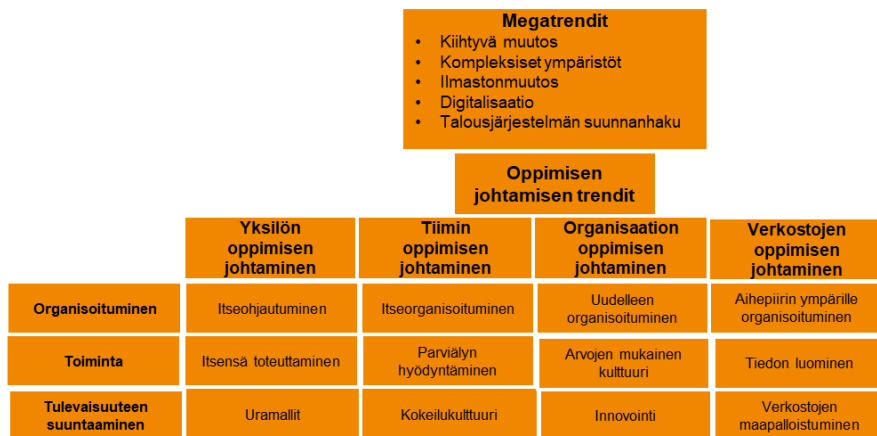 Megatrendit
• Kiihtyvä muutos
• Kompleksiset ympäristöt
• Ilmastonmuutos
• Digitalisaatio
• Talousjärjestelmän suunnanhaku
Oppimisen
johtamisen trendit
Yksilön
oppimisen
johtaminen
Tiimin
oppimisen
johtaminen
Organisaation
oppimisen
johtaminen
Verkostojen
oppimisen
johtaminen
Organisoituminen
Itseohjautuminen
Itseorganisoituminen
Uudelleen
organisoituminen
Aihepiirin ympärille
organisoituminen
Toiminta
Itsensä toteuttaminen
Parviälyn
hyödyntäminen
Arvojen mukainen
kulttuuri
Tiedon luominen
Tulevaisuuteen
suuntaaminen
Uramallit
Kokeilukulttuuri
Innovointi
Verkostojen
maapalloistuminen